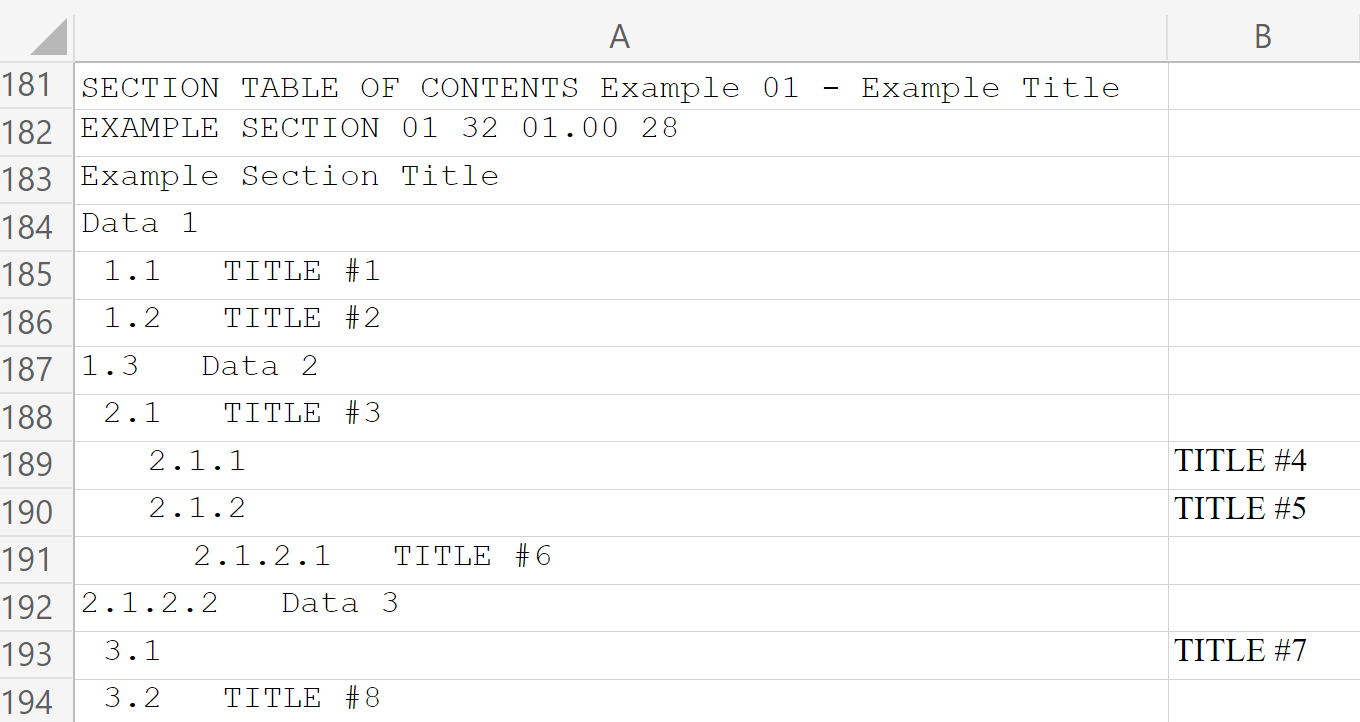 A B
181 SECTION TABLE OF CONTENTS Example 01 - Example Title
182 EXAMPLE SECTION 01 32 01.00 28
183 Example Section Title
184 Data 1
185 1.1 TITLE #1
186 1.2 TITLE #2
187 1.3 Data 2
188 2.1 TITLE #3
189 2.1.1 TITLE #4
190 2.1.2 TITLE #5
191 2.1.2.1 TITLE #6
192 2.1.2.2 Data 3
193 3.1 TITLE #7
194 3.2 TITLE #8